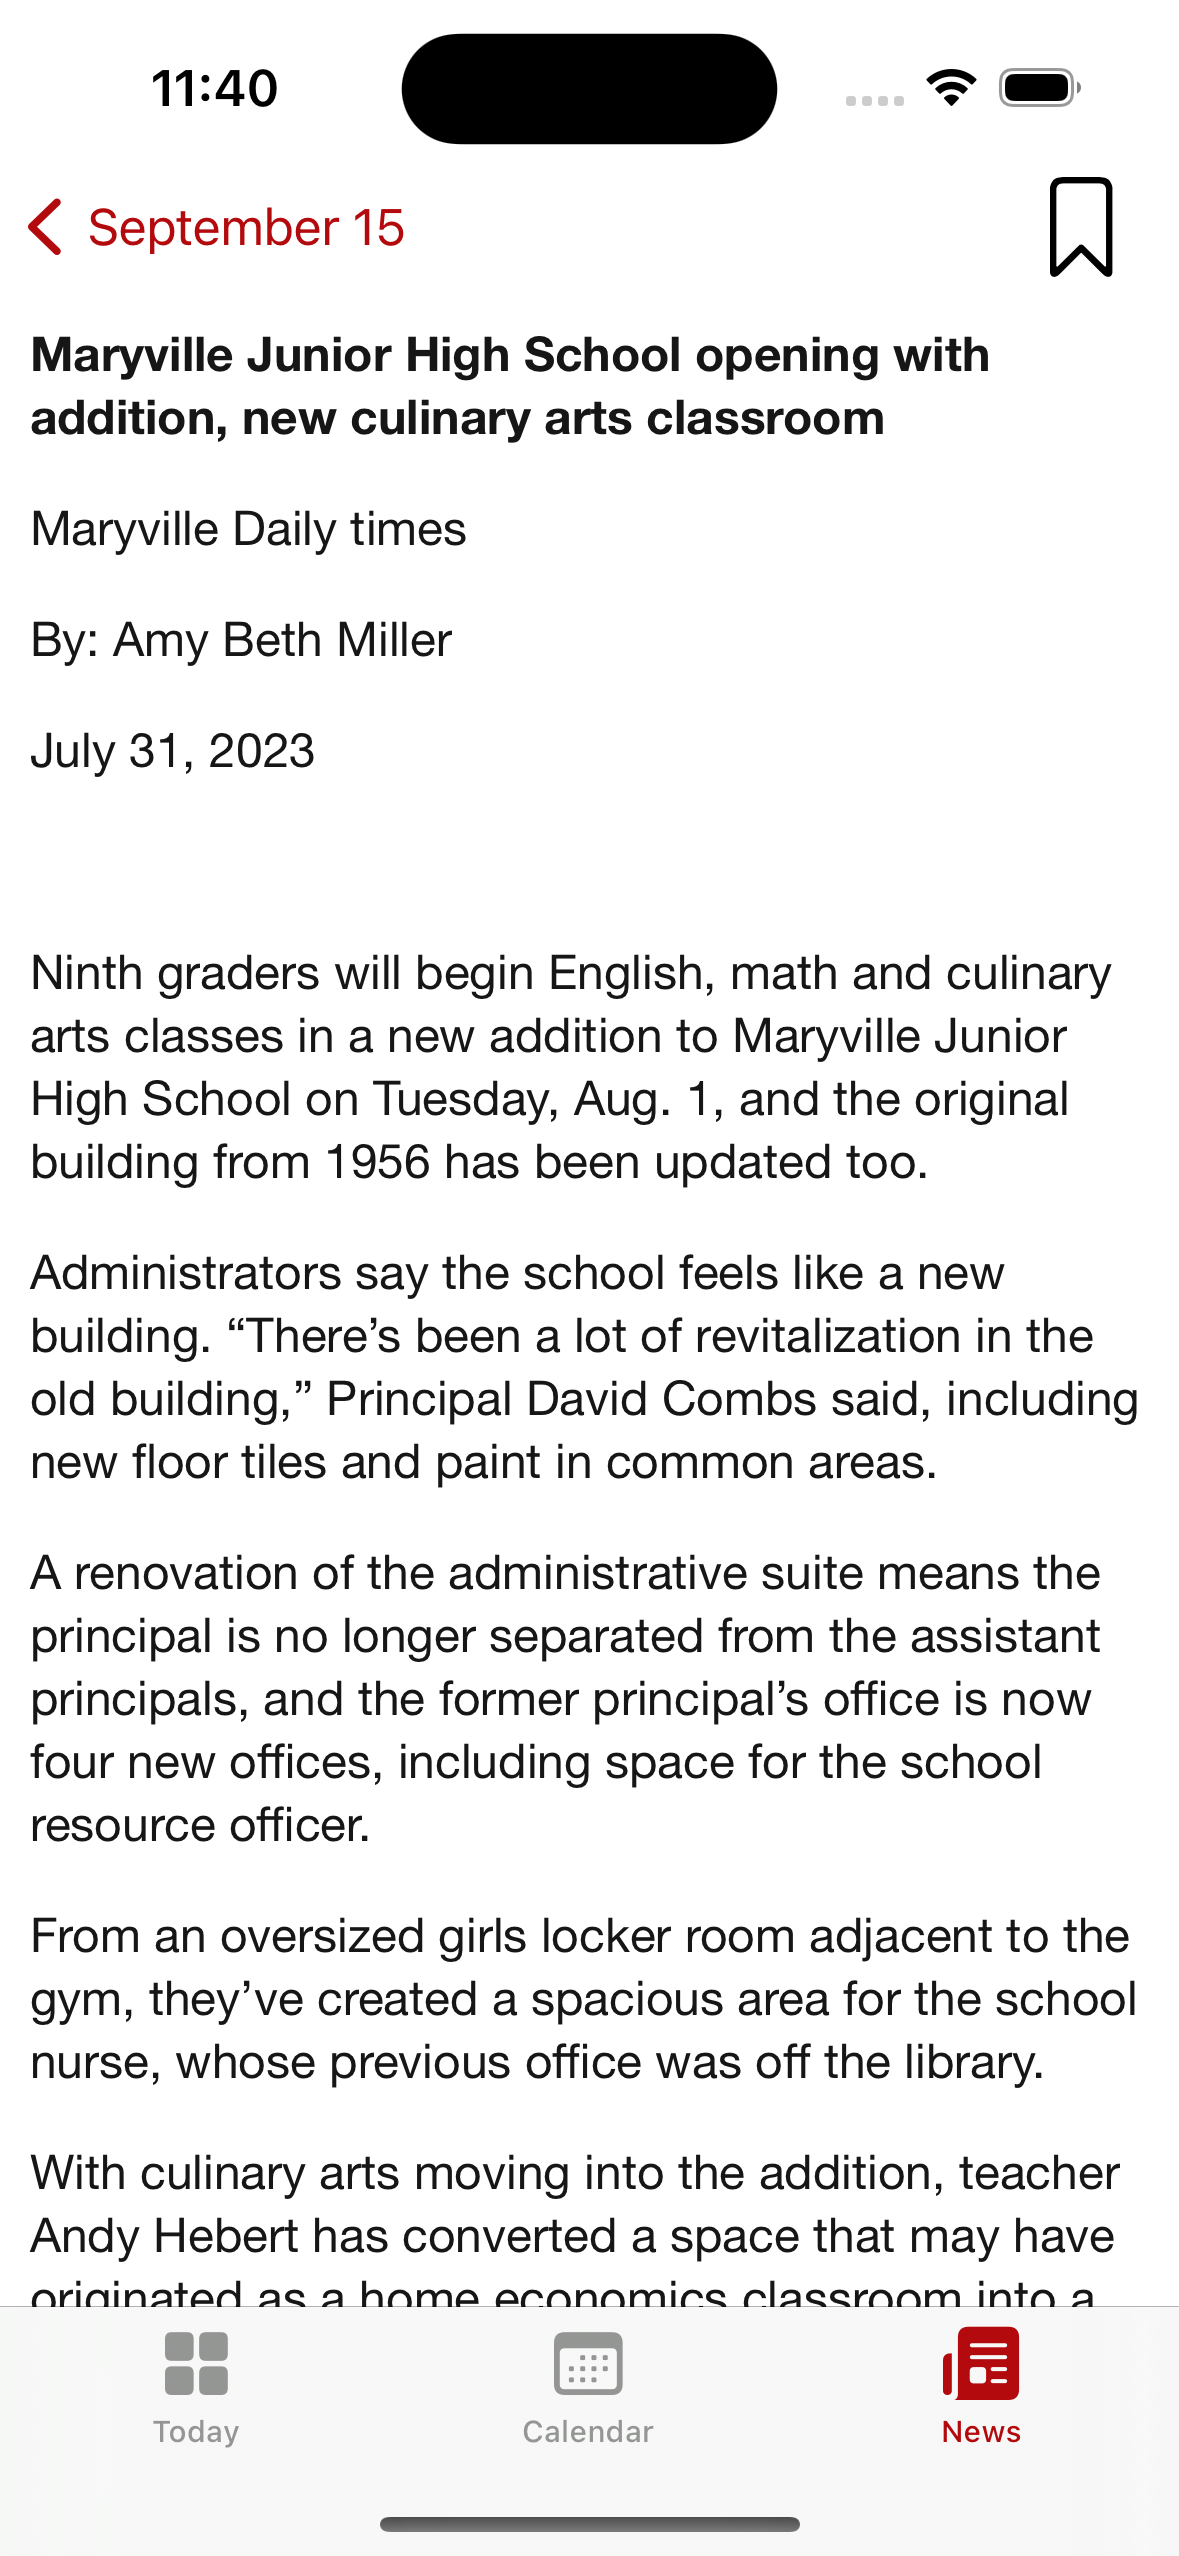 11:40
September 15
Maryville Junior High School opening with
addition, new culinary arts classroom
Maryville Daily times
By: Amy Beth Miller
July 31, 2023
Ninth graders will begin English, math and culinary
arts classes in a new addition to Maryville Junior
High School on Tuesday, Aug. 1, and the original
building from 1956 has been updated too.
Administrators say the school feels like a new
building. “There’s been a lot of revitalization in the
old building,” Principal David Combs said, including
new floor tiles and paint in common areas.
A renovation of the administrative suite means the
principal is no longer separated from the assistant
principals, and the former principal’s office is now
four new offices, including space for the school
resource officer.
From an oversized girls locker room adjacent to the
gym, they’ve created a spacious area for the school
nurse, whose previous office was off the library.
With culinary arts moving into the addition, teacher
Andy Hebert has converted a space that may have
originated as a home economics classroom into a
Today
Calendar
News